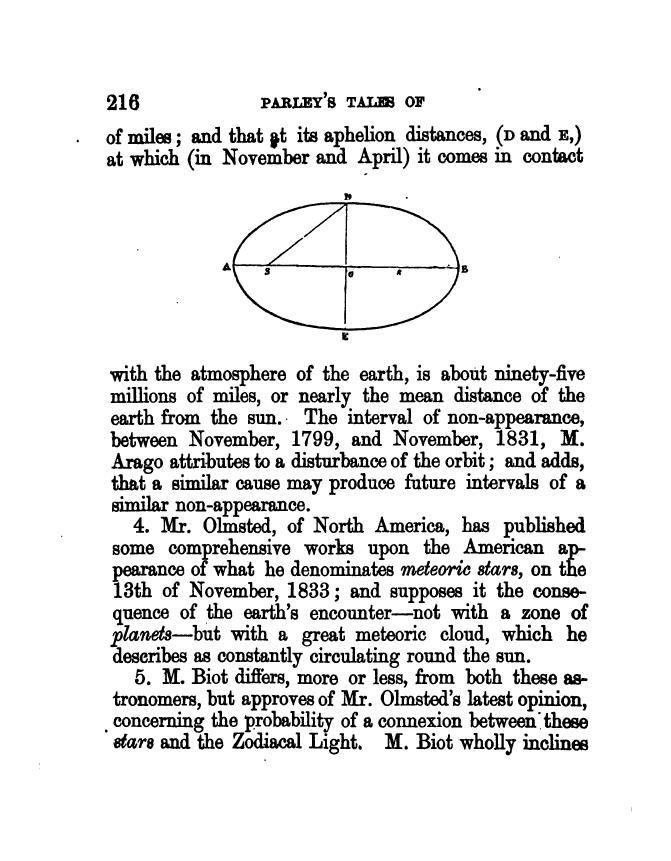 216 PARLEY'S TALES OF
of miles; and that at its aphelion distances, (D and E,)
at which (in November and April) it comes in contact
D
A S B
E
with the atmosphere of the earth, is about ninety-five
millions of miles, or nearly the mean distance of the
earth from the sun. The interval of non-appearance,
between November, 1799, and November, 1831, M.
Arago attributes to a disturbance of the orbit; and adds,
that a similar cause may produce future intervals of a
similar non-appearance.
4. Mr. Olmsted, of North America, has published
some comprehensive works upon the American ap-
pearance of what he denominates meteoric stars, on the
13th of November, 1833; and supposes it the conse-
quence of the earth's encounter—not with a zone of
planets—but with a great meteoric cloud, which he
describes as constantly circulating round the sun.
5. M. Biot differs, more or less, from both these as-
tronomers, but approves of Mr. Olmsted's latest opinion,
concerning the probability of a connexion between these
stars and the Zodiacal Light. M. Biot wholly inclines